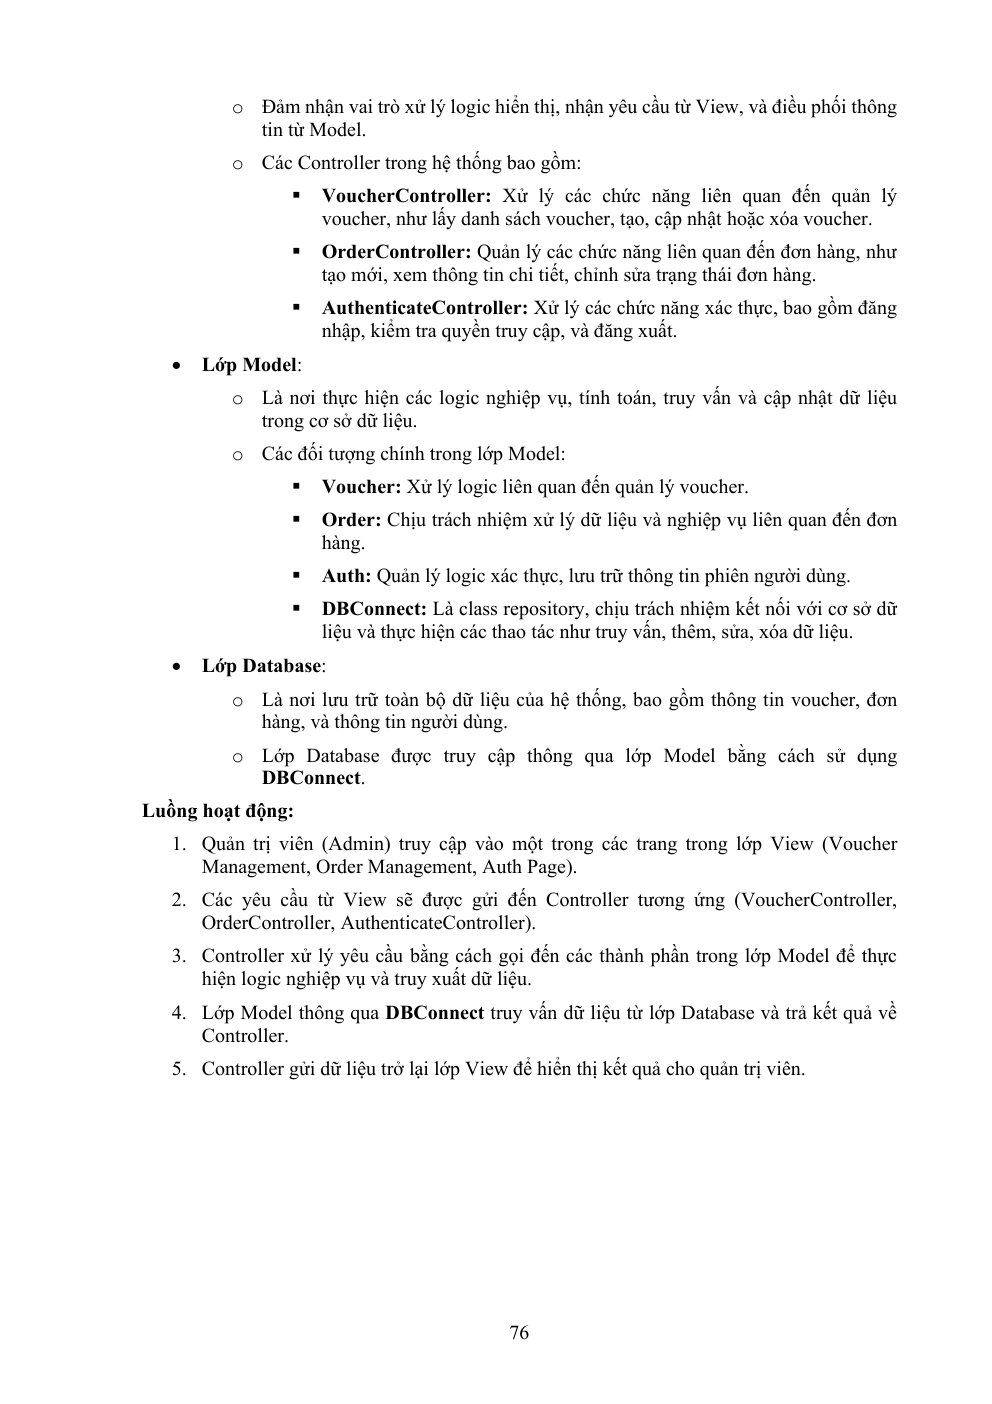 o Đảm nhận vai trò xử lý logic hiển thị, nhận yêu cầu từ View, và điều phối thông
tin từ Model.
o Các Controller trong hệ thống bao gồm:
▪ VoucherController: Xử lý các chức năng liên quan đến quản lý
voucher, như lấy danh sách voucher, tạo, cập nhật hoặc xóa voucher.
▪ OrderController: Quản lý các chức năng liên quan đến đơn hàng, như
tạo mới, xem thông tin chi tiết, chỉnh sửa trạng thái đơn hàng.
▪ AuthenticateController: Xử lý các chức năng xác thực, bao gồm đăng
nhập, kiểm tra quyền truy cập, và đăng xuất.
• Lớp Model:
o Là nơi thực hiện các logic nghiệp vụ, tính toán, truy vấn và cập nhật dữ liệu
trong cơ sở dữ liệu.
o Các đối tượng chính trong lớp Model:
▪ Voucher: Xử lý logic liên quan đến quản lý voucher.
▪ Order: Chịu trách nhiệm xử lý dữ liệu và nghiệp vụ liên quan đến đơn
hàng.
▪ Auth: Quản lý logic xác thực, lưu trữ thông tin phiên người dùng.
▪ DBConnect: Là class repository, chịu trách nhiệm kết nối với cơ sở dữ
liệu và thực hiện các thao tác như truy vấn, thêm, sửa, xóa dữ liệu.
• Lớp Database:
o Là nơi lưu trữ toàn bộ dữ liệu của hệ thống, bao gồm thông tin voucher, đơn
hàng, và thông tin người dùng.
o Lớp Database được truy cập thông qua lớp Model bằng cách sử dụng
DBConnect.
Luồng hoạt động:
1. Quản trị viên (Admin) truy cập vào một trong các trang trong lớp View (Voucher
Management, Order Management, Auth Page).
2. Các yêu cầu từ View sẽ được gửi đến Controller tương ứng (VoucherController,
OrderController, AuthenticateController).
3. Controller xử lý yêu cầu bằng cách gọi đến các thành phần trong lớp Model để thực
hiện logic nghiệp vụ và truy xuất dữ liệu.
4. Lớp Model thông qua DBConnect truy vấn dữ liệu từ lớp Database và trả kết quả về
Controller.
5. Controller gửi dữ liệu trở lại lớp View để hiển thị kết quả cho quản trị viên.
76